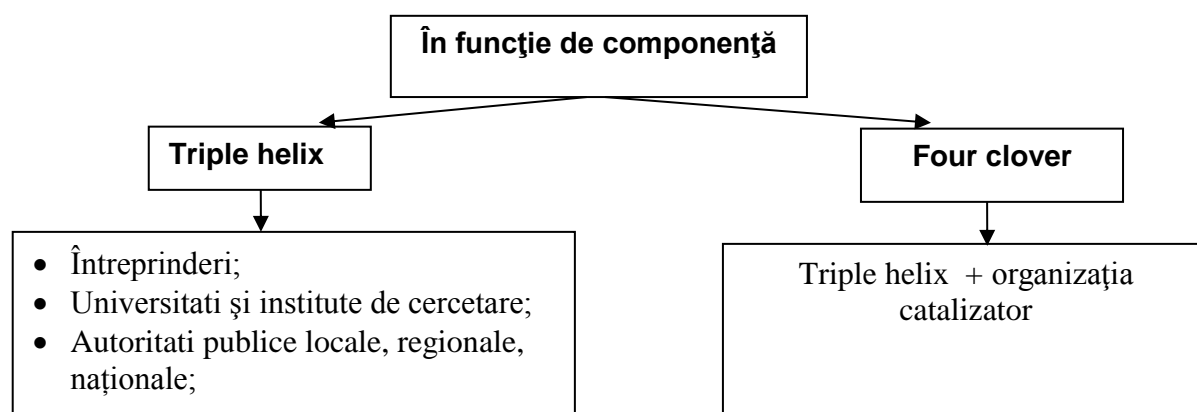 În funcţie de componenţă
Triple helix
Four clover
• Întreprinderi;
• Universitati şi institute de cercetare;
• Autoritati publice locale, regionale,
naționale;
Triple helix + organizaţia
catalizator